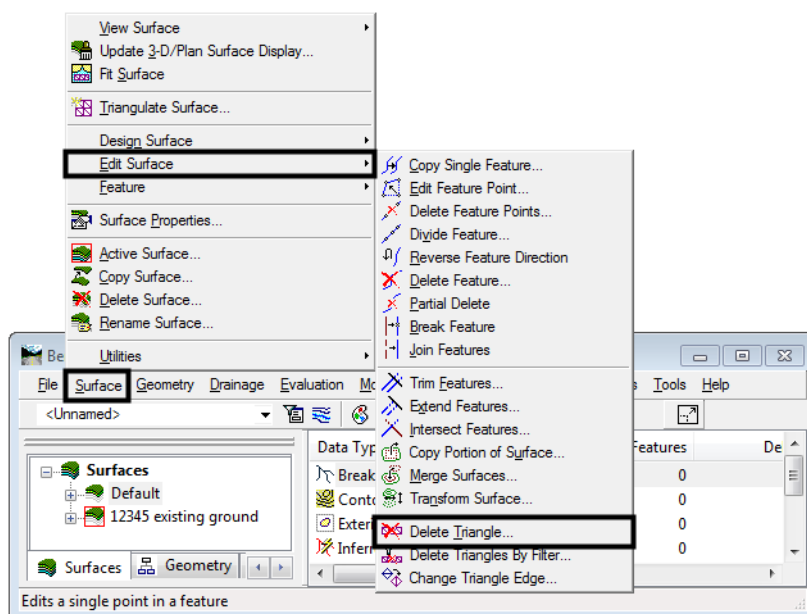 View Surface
Update 3-D/Plan Surface Display...
Fit Surface
Triangulate Surface...
Design Surface
Edit Surface
Feature
Surface Properties...
Active Surface...
Copy Surface...
Delete Surface...
Rename Surface...
Utilities
Copy Single Feature...
Edit Feature Point...
Delete Feature Points...
Divide Feature...
Reverse Feature Direction
Delete Feature...
Partial Delete
Break Feature
Join Features
Trim Features...
Extend Features...
Intersect Features...
Copy Portion of Surface...
Merge Surfaces...
Transform Surface...
Delete Triangle...
Delete Triangles By Filter...
Change Triangle Edge...
Be
File Surface Geometry Drainage Evaluation Mo s Tools Help
<Unnamed>
Data Typ Features De
Surfaces
Default
12345 existing ground
Break 0
Conto 0
Exteri 0
Inferr 0
Surfaces Geometry
Edits a single point in a feature